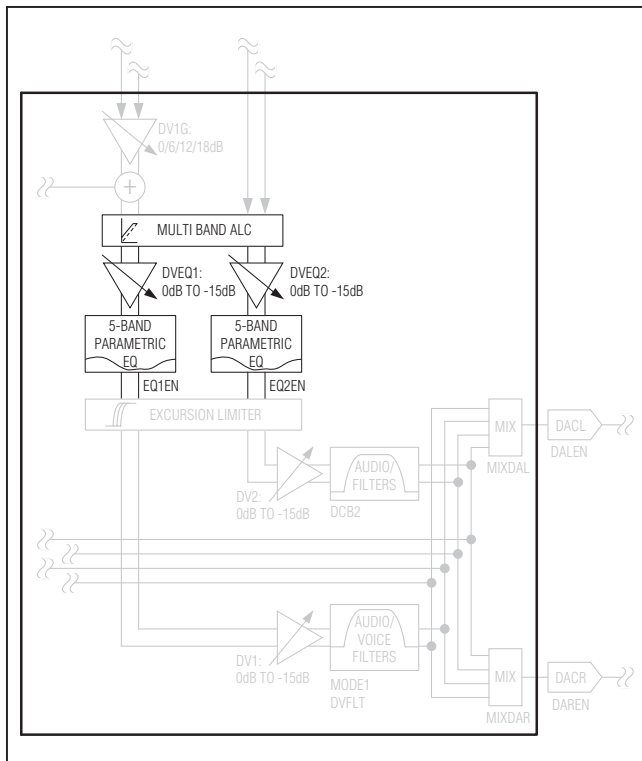 DV1G:
0/6/12/18dB
+
MULTI BAND ALC
DVEQ1:
0dB TO -15dB
DVEQ2:
0dB TO -15dB
5-BAND
PARAMETRIC
EQ
5-BAND
PARAMETRIC
EQ
EQ1EN
EQ2EN
EXCURSION LIMITER
MIX
DACL
MIXDAL
DALEN
AUDIO/
FILTERS
DV2:
0dB TO -15dB
DCB2
AUDIO/
VOICE
FILTERS
DV1:
0dB TO -15dB
MODE1
DVFLT
MIX
DACR
MIXDAR
DAREN